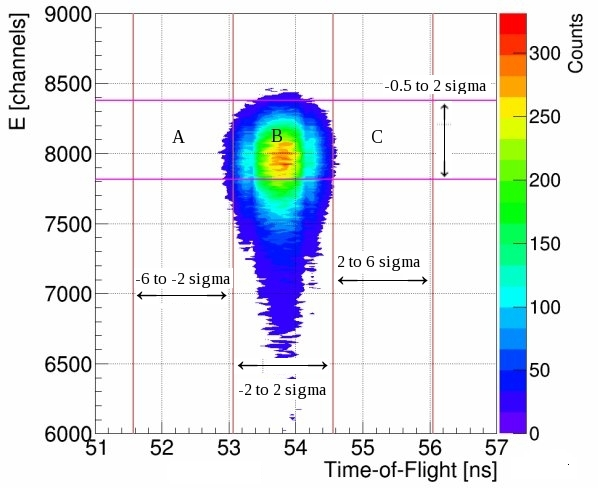 E [channels]
9000
8500
8000
7500
7000
6500
6000
51
52
53
54
55
56
57
Time-of-Flight [ns]
Counts
300
250
200
150
100
50
0
-0.5 to 2 sigma
A
B
C
2 to 6 sigma
-6 to -2 sigma
-2 to 2 sigma